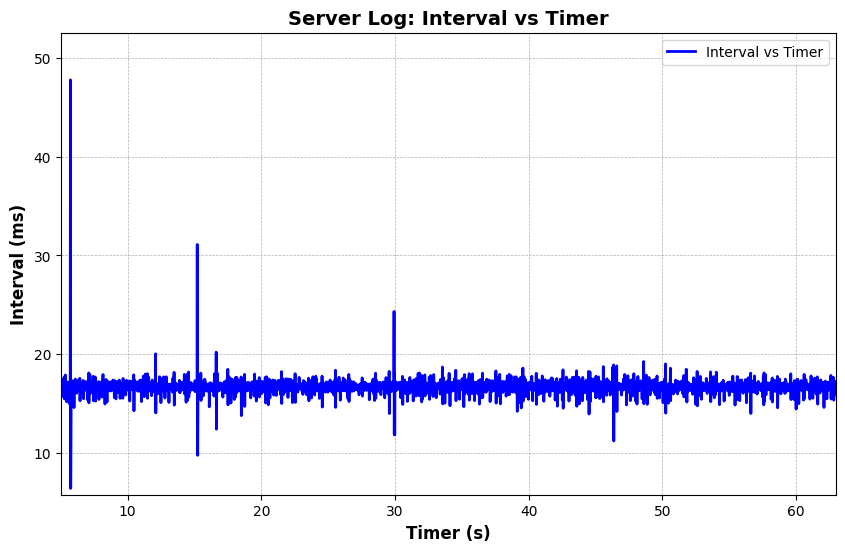 Server Log: Interval vs Timer
Interval vs Timer
50
40
30
20
10
Interval (ms)
10 20 30 40 50 60
Timer (s)